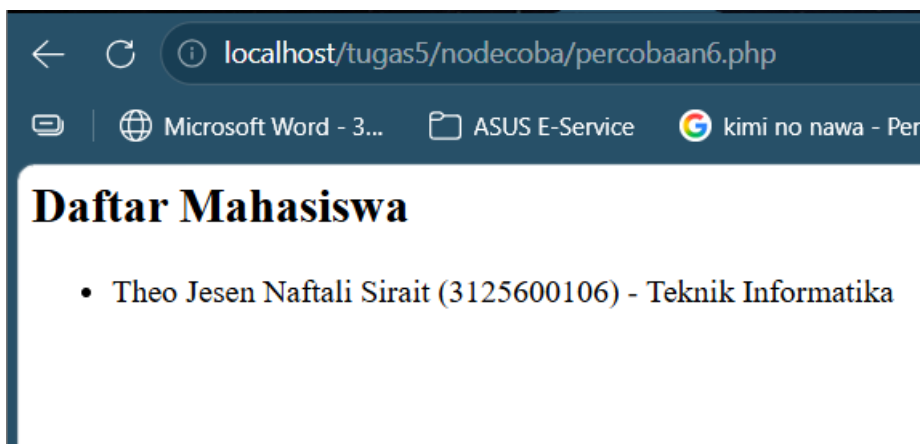 localhost/tugas5/nodecoba/percobaan6.php
Microsoft Word - 3... ASUS E-Service kimi no nawa - Per
Daftar Mahasiswa
• Theo Jesen Naftali Sirait (3125600106) - Teknik Informatika